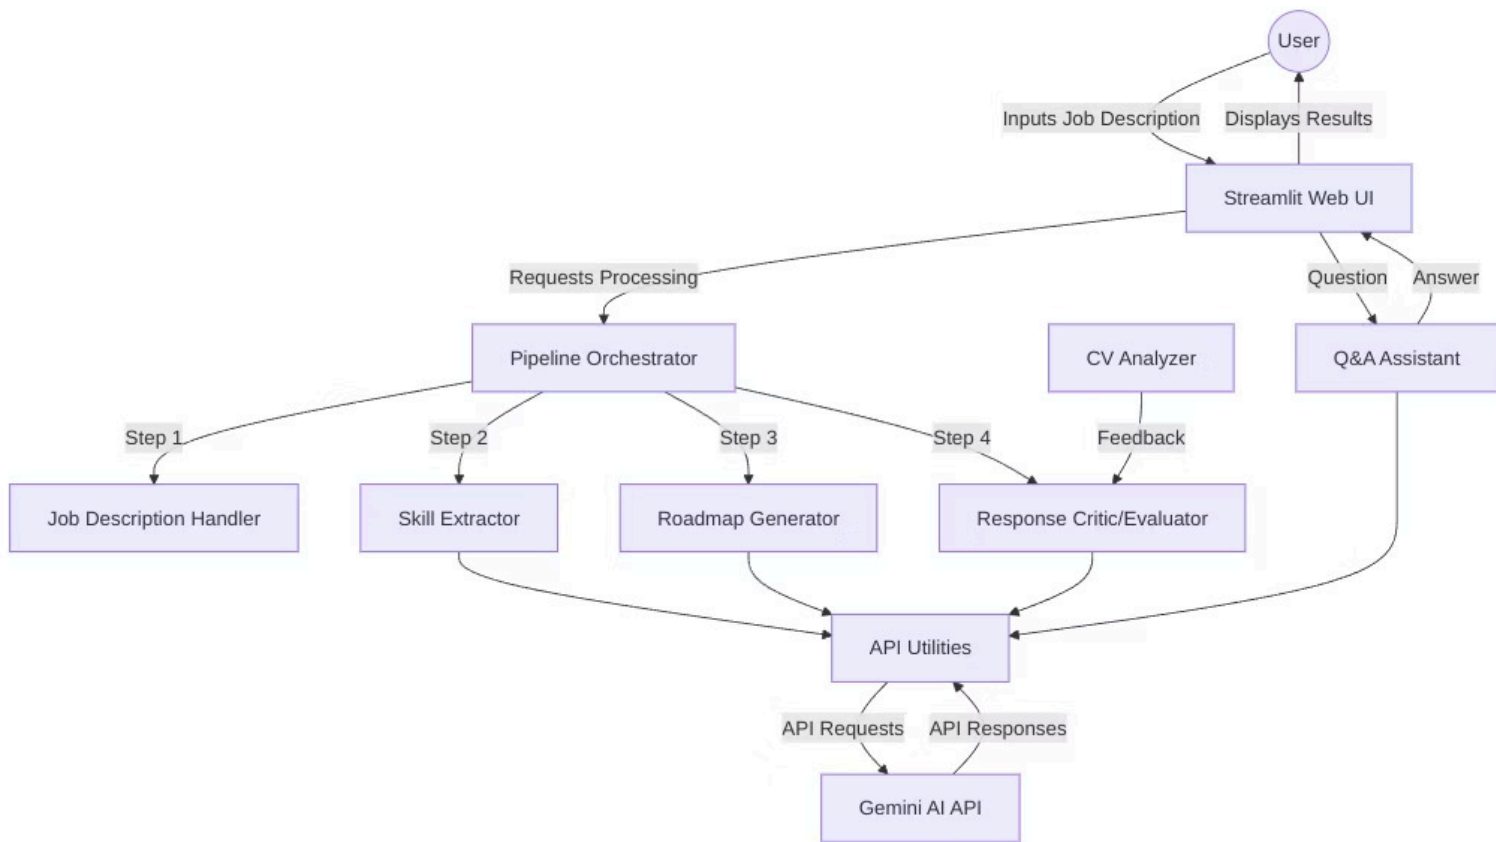 User
Inputs Job Description
Displays Results
Streamlit Web UI
Requests Processing
Question
Answer
Pipeline Orchestrator
CV Analyzer
Q&A Assistant
Step 1
Step 2
Step 3
Step 4
Feedback
Job Description Handler
Skill Extractor
Roadmap Generator
Response Critic/Evaluator
API Utilities
API Requests
API Responses
Gemini AI API